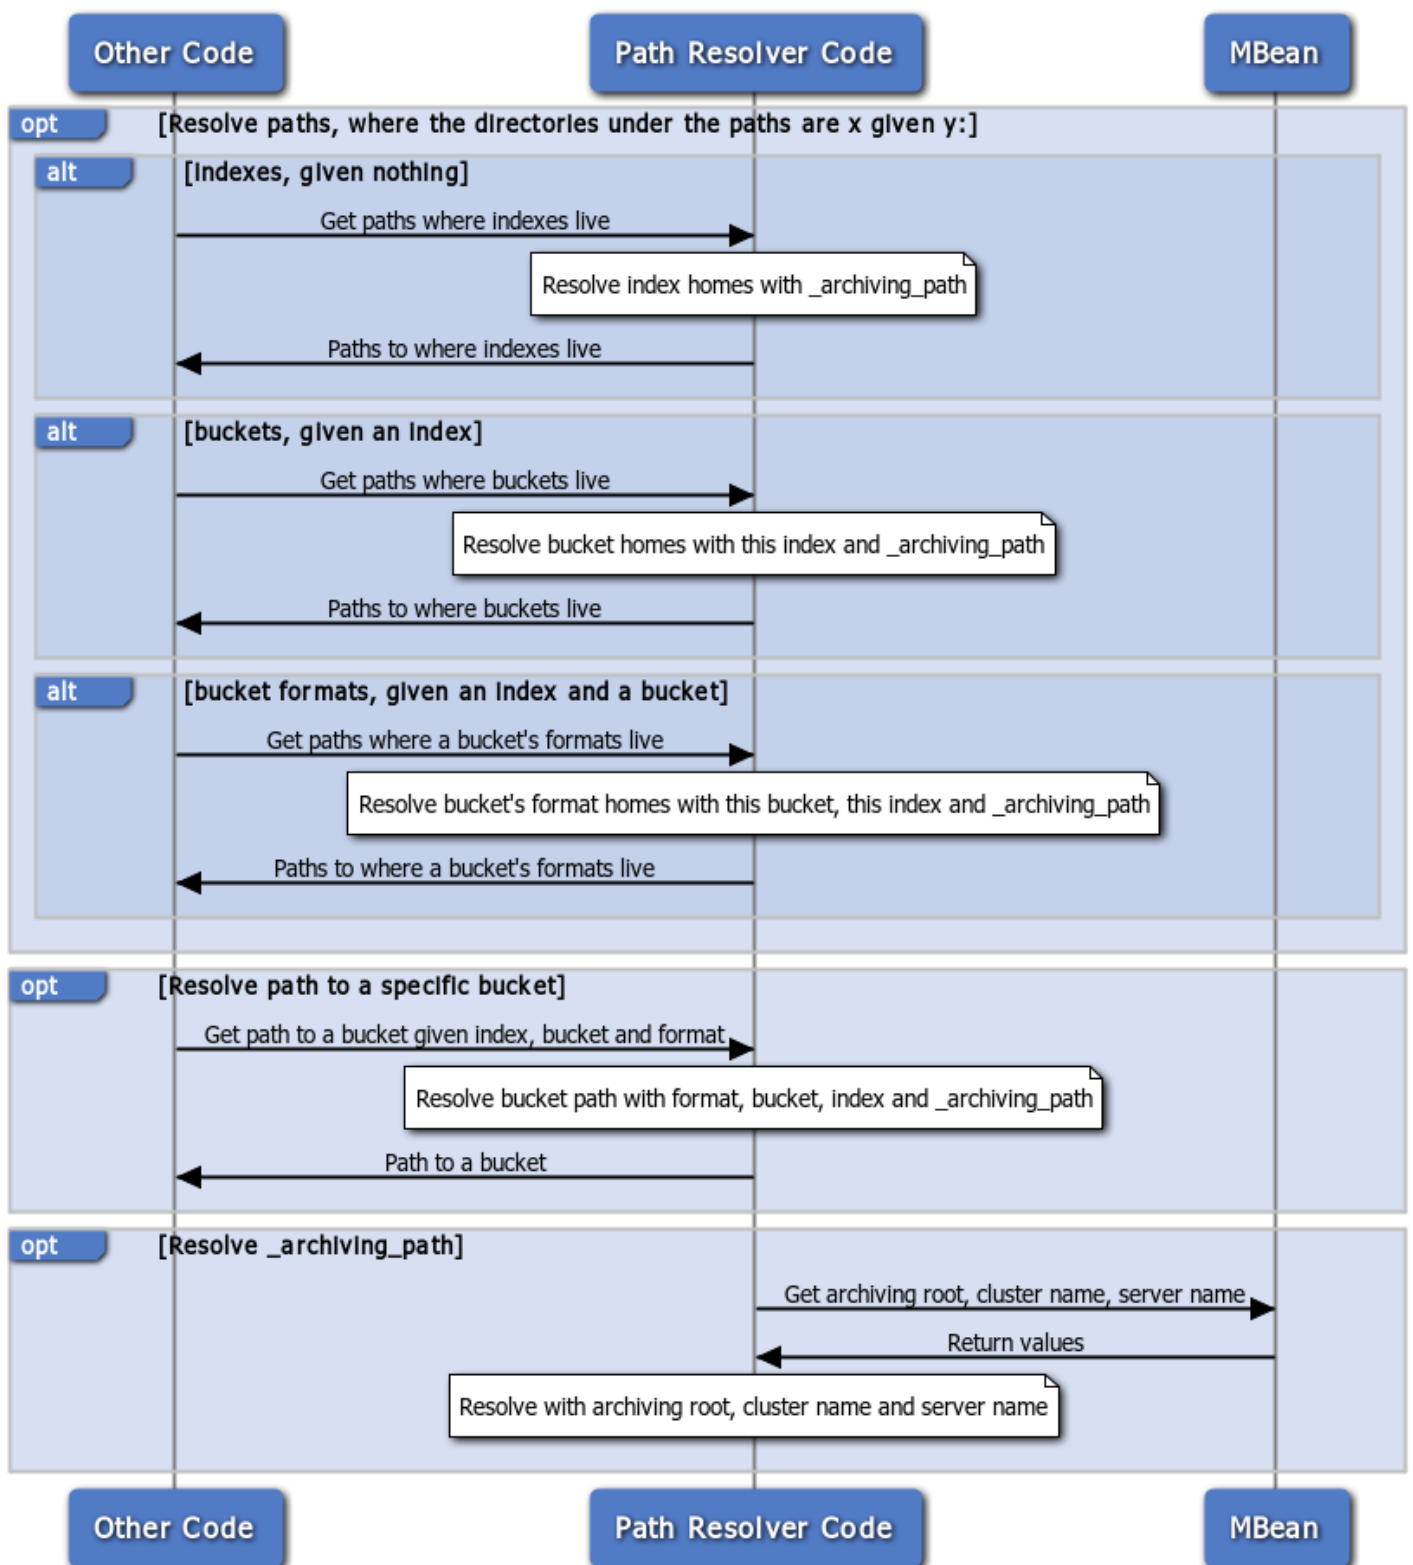 Other Code
Path Resolver Code
MBean
opt
[Resolve paths, where the directories under the paths are x given y:]
alt
[indexes, given nothing]
Get paths where indexes live
Resolve index homes with _archiving_path
Paths to where indexes live
alt
[buckets, given an index]
Get paths where buckets live
Resolve bucket homes with this index and _archiving_path
Paths to where buckets live
alt
[bucket formats, given an index and a bucket]
Get paths where a bucket's formats live
Resolve bucket's format homes with this bucket, this index and _archiving_path
Paths to where a bucket's formats live
opt
[Resolve path to a specific bucket]
Get path to a bucket given index, bucket and format
Resolve bucket path with format, bucket, index and _archiving_path
Path to a bucket
opt
[Resolve _archiving_path]
Get archiving root, cluster name, server name
Return values
Resolve with archiving root, cluster name and server name
Other Code
Path Resolver Code
MBean